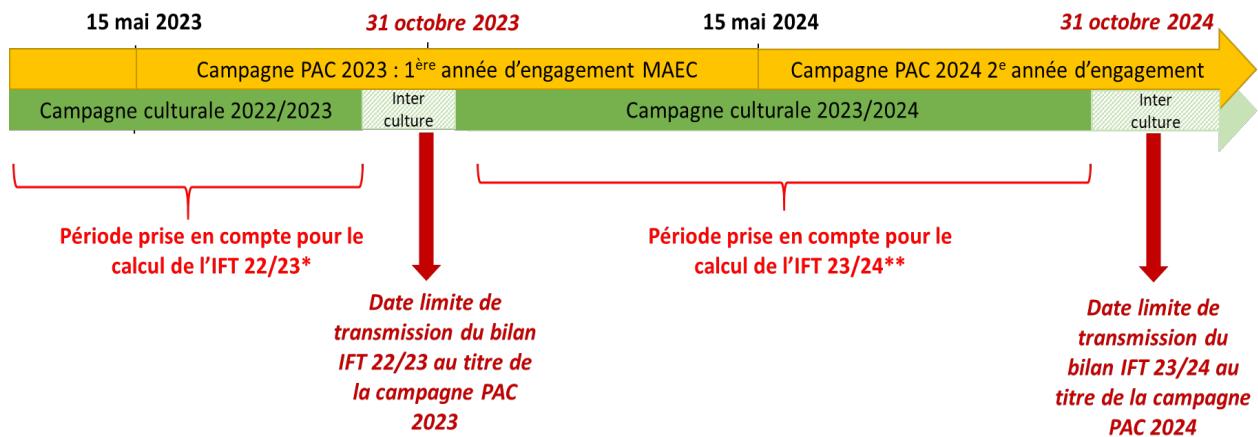 15 mai 2023
31 octobre 2023
15 mai 2024
31 octobre 2024
Campagne PAC 2023 : 1ère année d'engagement MAEC
Campagne PAC 2024 2e année d'engagement
Campagne culturale 2022/2023
Inter
culture
Campagne culturale 2023/2024
Inter
culture
Période prise en compte pour le
calcul de l'IFT 22/23*
Période prise en compte pour le
calcul de l'IFT 23/24**
Date limite de
transmission du bilan
IFT 22/23 au titre de
la campagne PAC
2023
Date limite de
transmission du
bilan IFT 23/24 au
titre de la campagne
PAC 2024